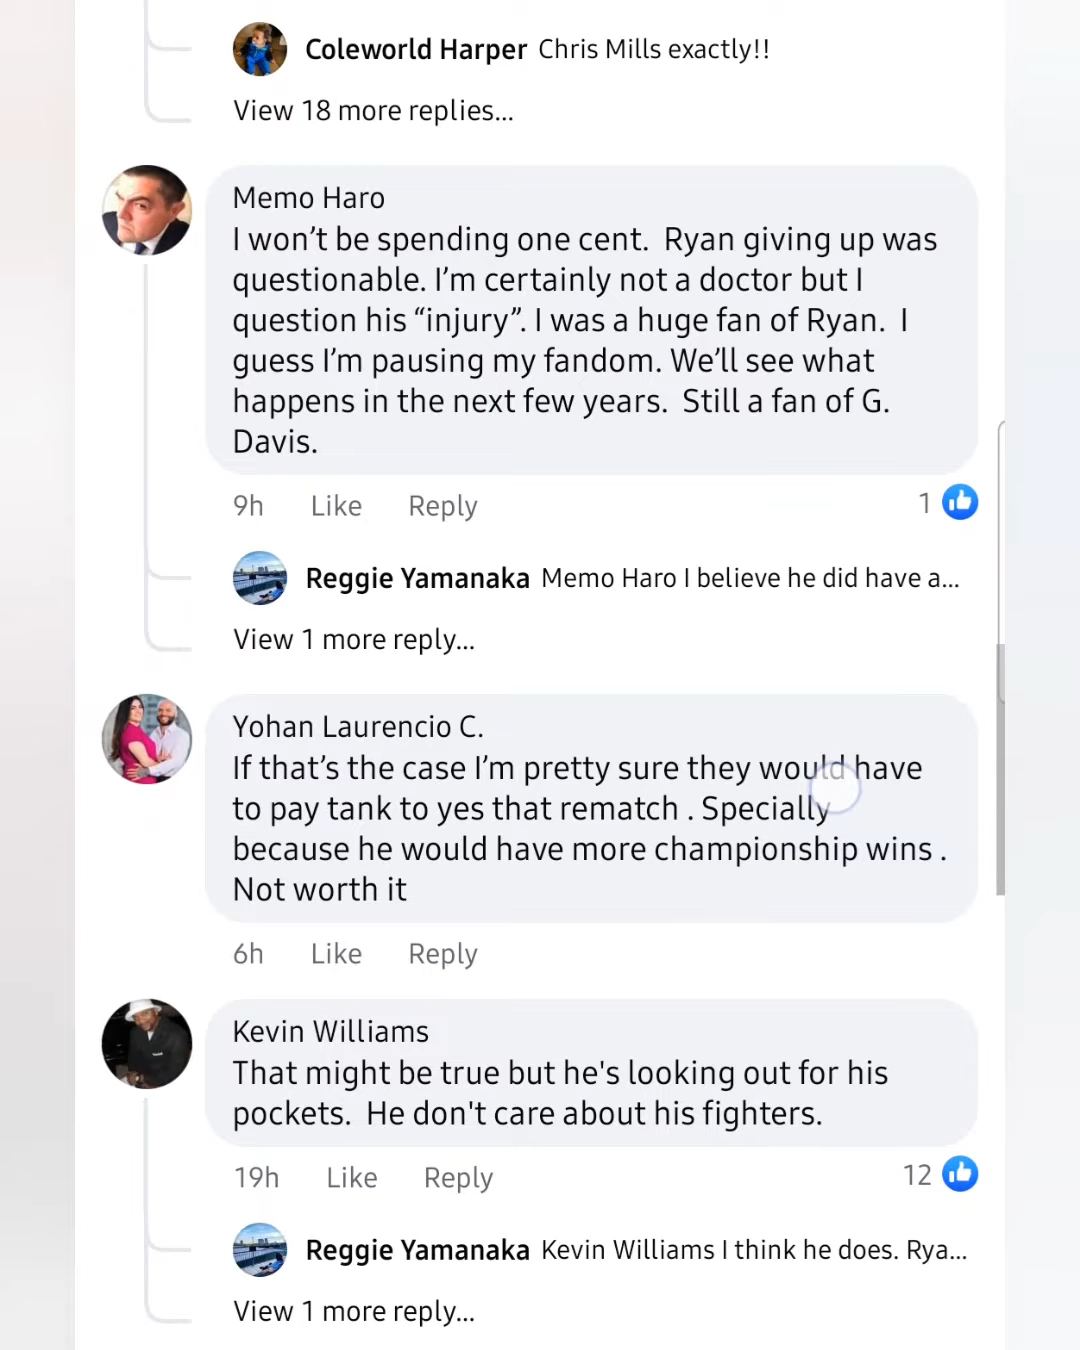 Coleworld Harper Chris Mills exactly!!
View 18 more replies...
Memo Haro
I won’t be spending one cent.  Ryan giving up was
questionable. I’m certainly not a doctor but I
question his “injury”. I was a huge fan of Ryan.  I
guess I’m pausing my fandom. We’ll see what
happens in the next few years.  Still a fan of G.
Davis.
9h Like Reply 1
Reggie Yamanaka Memo Haro I believe he did have a...
View 1 more reply...
Yohan Laurencio C.
If that’s the case I’m pretty sure they would have
to pay tank to yes that rematch . Specially
because he would have more championship wins .
Not worth it
6h Like Reply
Kevin Williams
That might be true but he's looking out for his
pockets.  He don't care about his fighters.
19h Like Reply 12
Reggie Yamanaka Kevin Williams I think he does. Rya...
View 1 more reply...